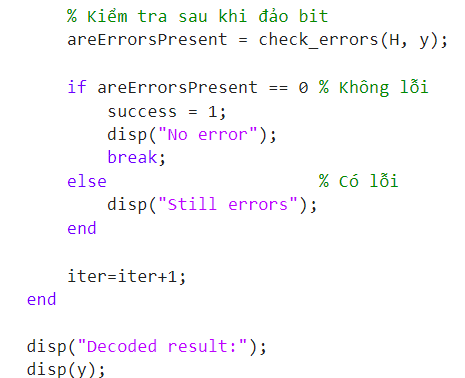 % Kiểm tra sau khi đảo bit
areErrorsPresent = check_errors(H, y);
if areErrorsPresent == 0 % Không lỗi
success = 1;
disp("No error");
break;
else % Có lỗi
disp("Still errors");
end
iter=iter+1;
end
disp("Decoded result:");
disp(y);